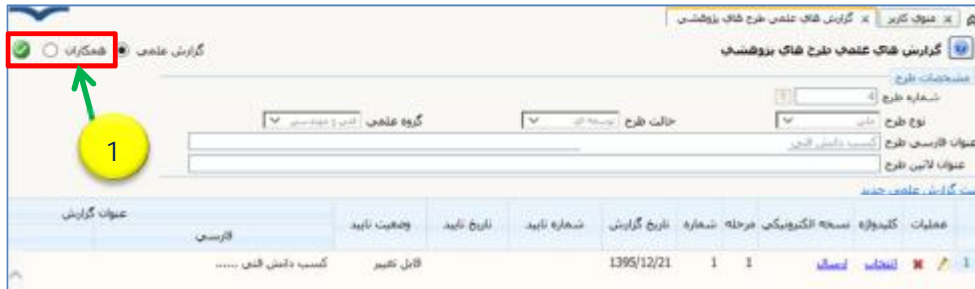 منوی کاربر x گزارش های علمی طرح های پژوهشی x
گزارش های علمی طرح های پژوهشی
گزارش علمی همکاران
مشخصات طرح
شماره طرح 4
نوع طرح ملی حالت طرح توسعه ای گروه علمی فنی و مهندسی
عنوان فارسی طرح کسب دانش فنی
عنوان لاتین طرح
ثبت گزارش علمی جدید
عملیات کلیدواژه نسخه الکترونیکی مرحله شماره تاریخ گزارش شماره تایید تاریخ تایید وضعیت تایید عنوان گزارش
فارسی
1 انتخاب ارسال 1 1 1395/12/21 قابل تغییر کسب دانش فنی ......
1